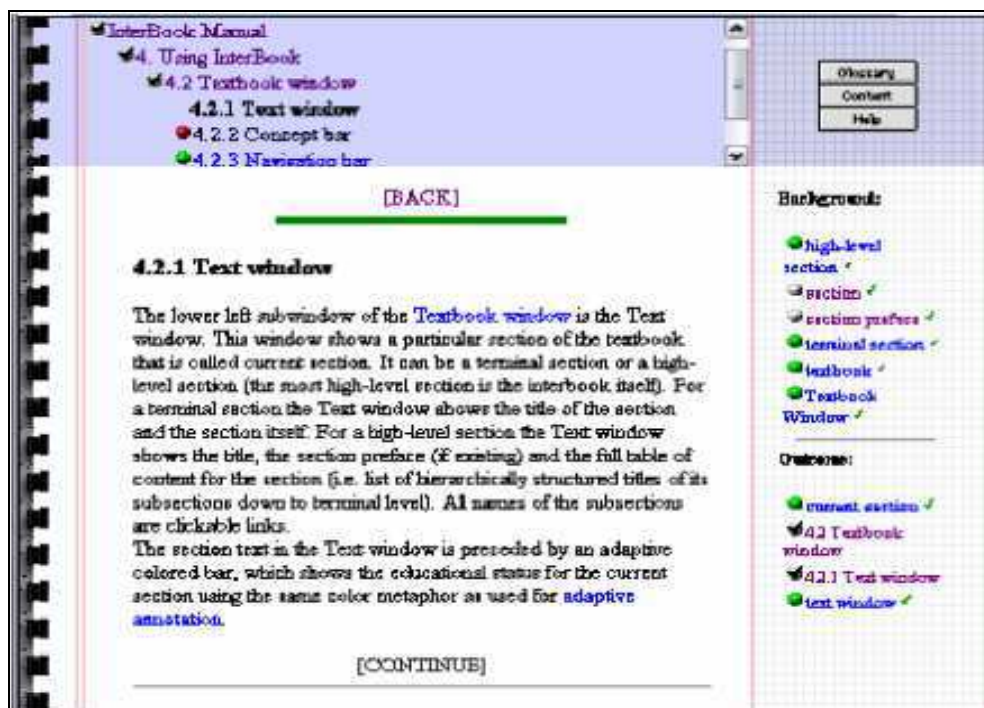 InterBook Manual
4. Using InterBook
4.2 Textbook window
4.2.1 Text window
4.2.2 Concept bar
4.2.3 Navigation bar
Glossary
Content
Help
[BACK]
4.2.1 Text window
The lower left subwindow of the Textbook window is the Text
window. This window shows a particular section of the textbook
that is called current section. It can be a terminal section or a high-
level section (the most high-level section is the interbook itself). For
a terminal section the Text window shows the title of the section
and the section itself. For a high-level section the Text window
shows the title, the section preface (if existing) and the full table of
content for the section (i.e. list of hierarchically structured titles of its
subsections down to terminal level). All names of the subsections
are clickable links.
The section text in the Text window is preceded by an adaptive
colored bar, which shows the educational status for the current
section using the same color metaphor as used for adaptive
annotation.
[CONTINUE]
Background:
high-level
section
section
section preface
terminal section
textbook
Textbook
Window
Outcome:
current section
4.2 Textbook
window
4.2.1 Text window
text window